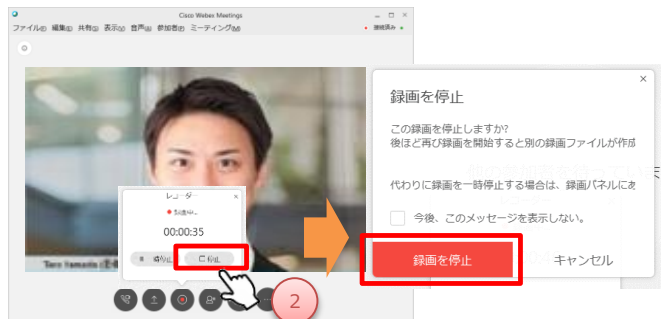 Cisco Webex Meetings
ファイル(F) 編集(E) 共有(S) 表示(V) 音声(A) 参加者(P) ミーティング(M)
接続済み
レコーダー
録画中...
00:00:35
停止
2
録画を停止
この録画を停止しますか?
後ほど再び録画を開始すると別の録画ファイルが作成
代わりに録画を一時停止する場合は、録画パネルにあ
今後、このメッセージを表示しない。
録画を停止
キャンセル